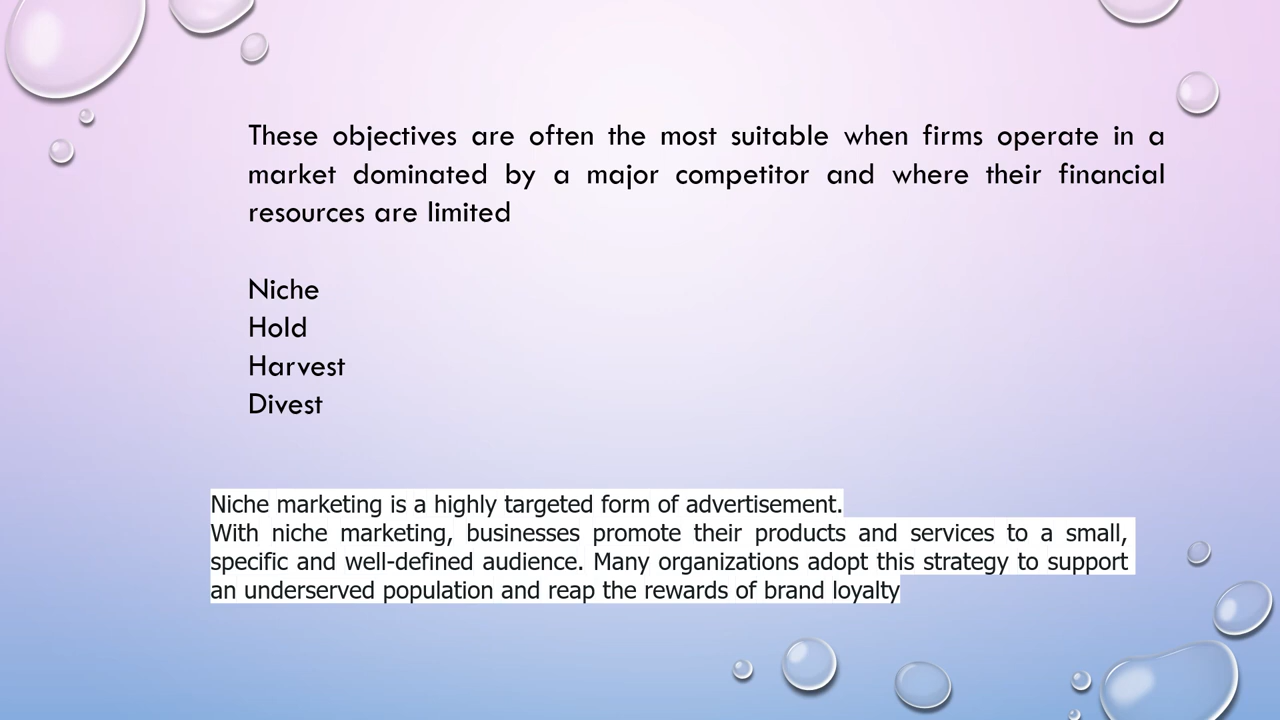 These objectives are often the most suitable when firms operate in a
market dominated by a major competitor and where their financial
resources are limited
Niche
Hold
Harvest
Divest
Niche marketing is a highly targeted form of advertisement.
With niche marketing, businesses promote their products and services to a small,
specific and well-defined audience. Many organizations adopt this strategy to support
an underserved population and reap the rewards of brand loyalty